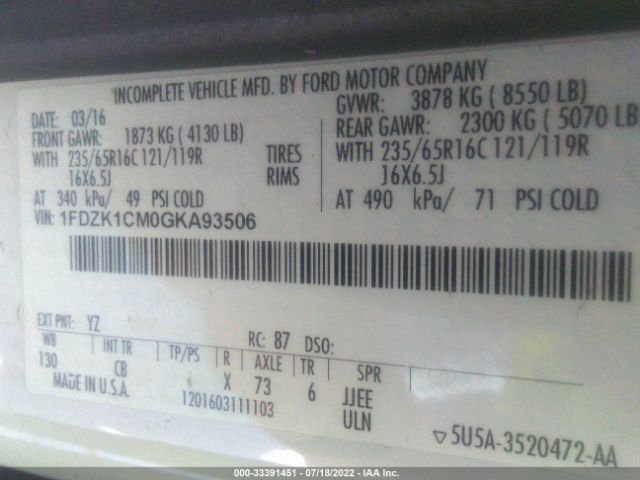 INCOMPLETE VEHICLE MFD. BY FORD MOTOR COMPANY
DATE: 03/16 GVWR: 3878 KG ( 8550 LB)
FRONT GAWR: 1873 KG ( 4130 LB) REAR GAWR: 2300 KG ( 5070 LB
WITH 235/65R16C 121/119R TIRES WITH 235/65R16C 121/119R
16X6.5J RIMS 16X6.5J
AT 340 kPa/ 49 PSI COLD AT 490 kPa/ 71 PSI COLD
VIN: 1FDZK1CM0GKA93506
EXT PNT: YZ RC: 87 DSO:
WB INT TR TP/PS R AXLE TR SPR
130 CB X 73 6 JJEE
MADE IN U.S.A. 1201603111103 ULN
▽5U5A-3520472-AA
000-33391451 - 07/18/2022 - IAA Inc.